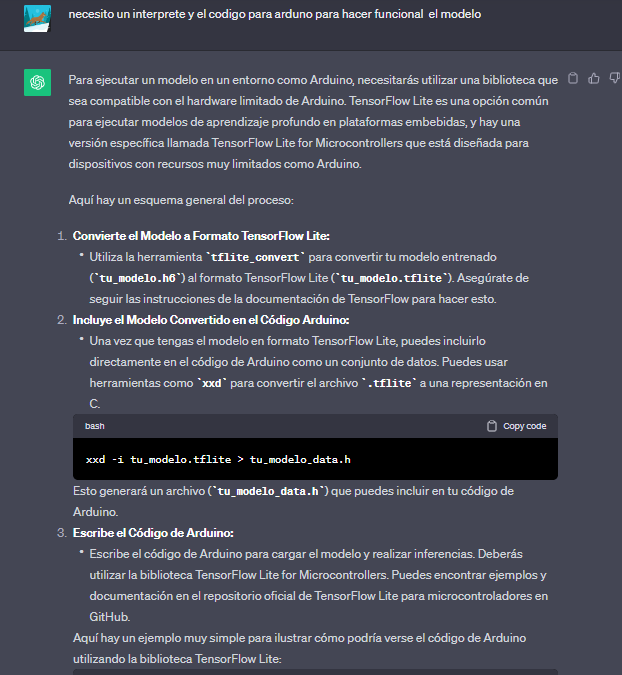 necesito un interprete y el codigo para arduno para hacer funcional  el modelo
Para ejecutar un modelo en un entorno como Arduino, necesitarás utilizar una biblioteca que
sea compatible con el hardware limitado de Arduino. TensorFlow Lite es una opción común
para ejecutar modelos de aprendizaje profundo en plataformas embebidas, y hay una
versión específica llamada TensorFlow Lite for Microcontrollers que está diseñada para
dispositivos con recursos muy limitados como Arduino.
Aquí hay un esquema general del proceso:
1. Convierte el Modelo a Formato TensorFlow Lite:
• Utiliza la herramienta `tflite_convert` para convertir tu modelo entrenado
(`tu_modelo.h6`) al formato TensorFlow Lite (`tu_modelo.tflite`). Asegúrate de
seguir las instrucciones de la documentación de TensorFlow para hacer esto.
2. Incluye el Modelo Convertido en el Código Arduino:
• Una vez que tengas el modelo en formato TensorFlow Lite, puedes incluirlo
directamente en el código de Arduino como un conjunto de datos. Puedes usar
herramientas como `xxd` para convertir el archivo `.tflite` a una representación en
C.
bash Copy code
xxd -i tu_modelo.tflite > tu_modelo_data.h
Esto generará un archivo (`tu_modelo_data.h`) que puedes incluir en tu código de
Arduino.
3. Escribe el Código de Arduino:
• Escribe el código de Arduino para cargar el modelo y realizar inferencias. Deberás
utilizar la biblioteca TensorFlow Lite for Microcontrollers. Puedes encontrar ejemplos y
documentación en el repositorio oficial de TensorFlow Lite para microcontroladores en
GitHub.
Aquí hay un ejemplo muy simple para ilustrar cómo podría verse el código de Arduino
utilizando la biblioteca TensorFlow Lite: